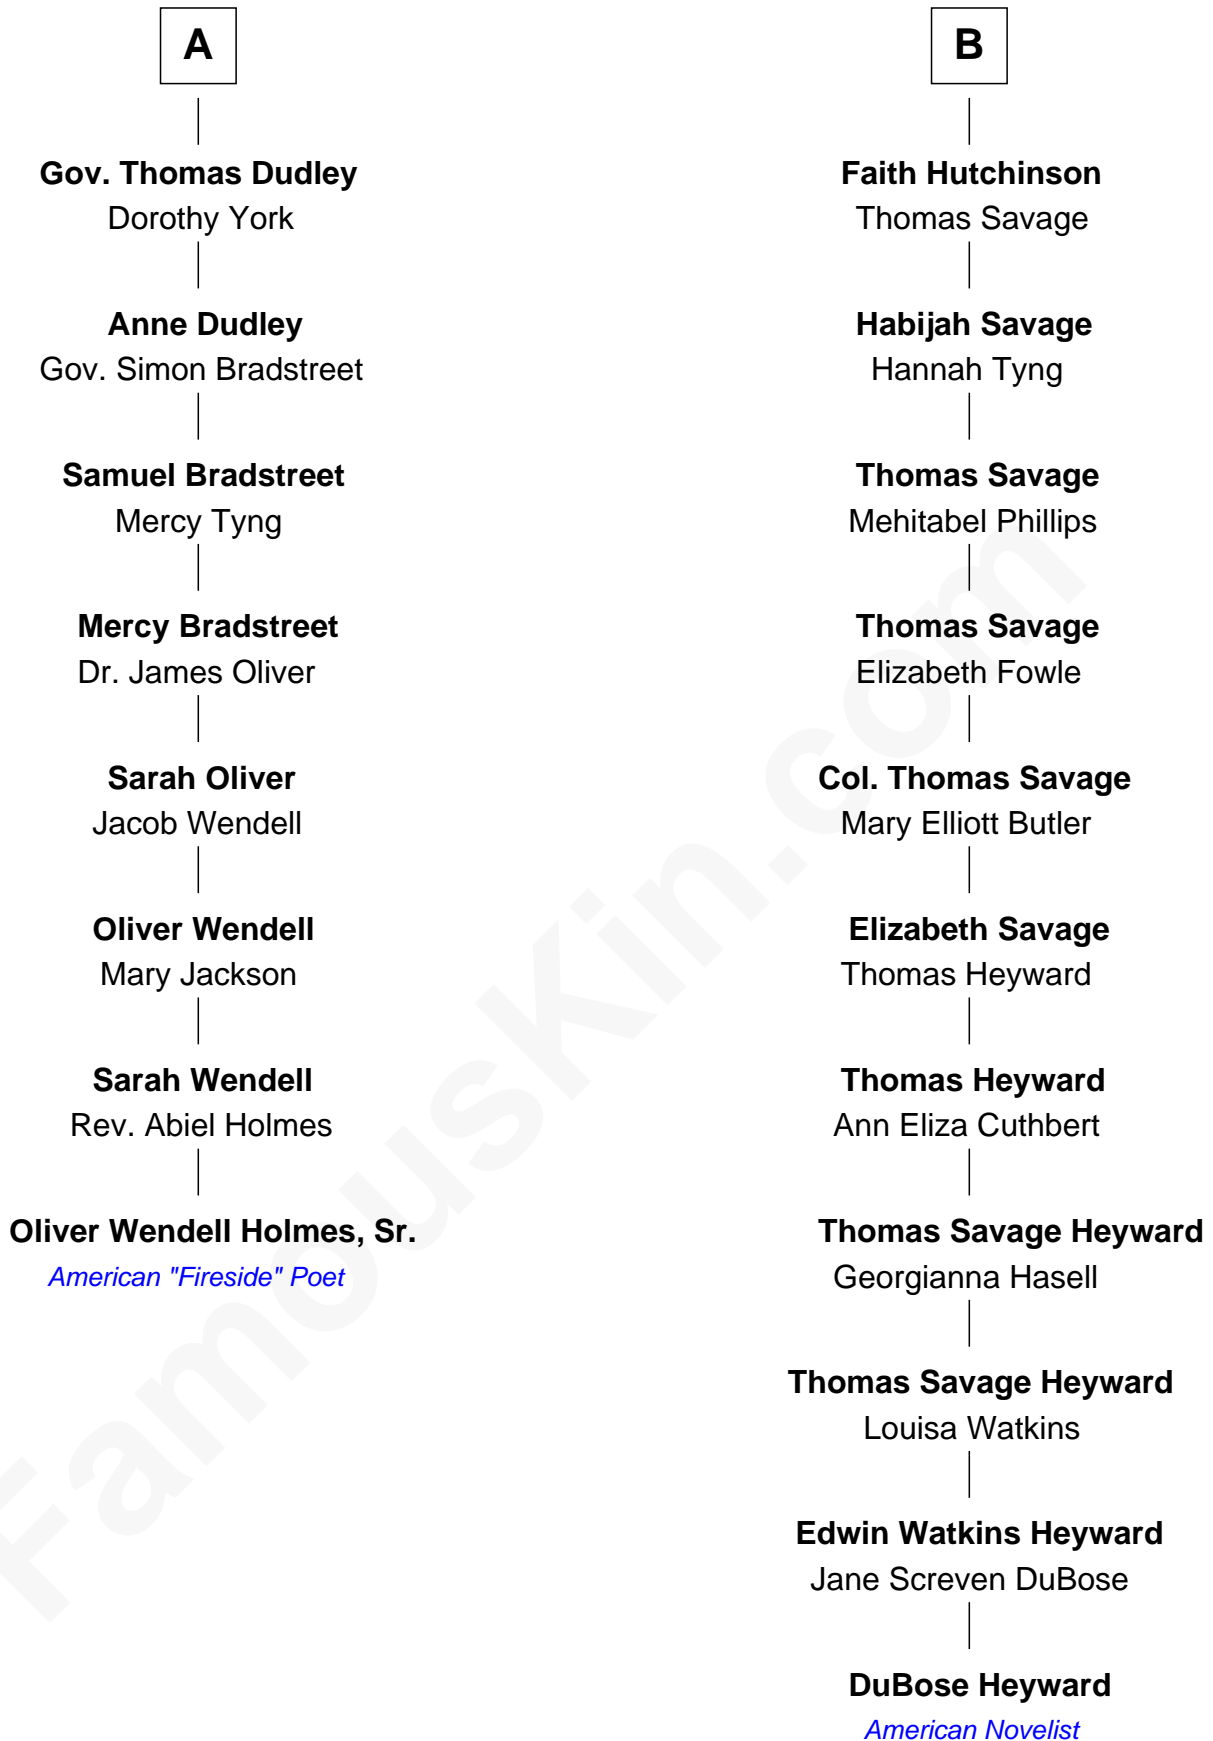 A
Gov. Thomas Dudley
Dorothy York
Anne Dudley
Gov. Simon Bradstreet
Samuel Bradstreet
Mercy Tyng
Mercy Bradstreet
Dr. James Oliver
Sarah Oliver
Jacob Wendell
Oliver Wendell
Mary Jackson
Sarah Wendell
Rev. Abiel Holmes
Oliver Wendell Holmes, Sr.
American "Fireside" Poet
B
Faith Hutchinson
Thomas Savage
Habijah Savage
Hannah Tyng
Thomas Savage
Mehitabel Phillips
Thomas Savage
Elizabeth Fowle
Col. Thomas Savage
Mary Elliott Butler
Elizabeth Savage
Thomas Heyward
Thomas Heyward
Ann Eliza Cuthbert
Thomas Savage Heyward
Georgianna Hasell
Thomas Savage Heyward
Louisa Watkins
Edwin Watkins Heyward
Jane Screven DuBose
DuBose Heyward
American Novelist
FamousKin.com